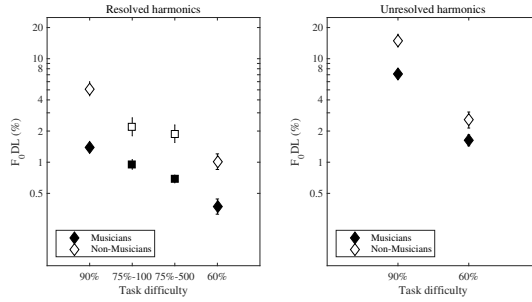 Resolved harmonics
20
10
8
4
2
1
0.5
F₀DL (%)
Musicians
Non-Musicians
90% 75%-100 75%-500 60%
Task difficulty
Unresolved harmonics
20
10
8
4
2
1
0.5
F₀DL (%)
Musicians
Non-Musicians
90% 60%
Task difficulty